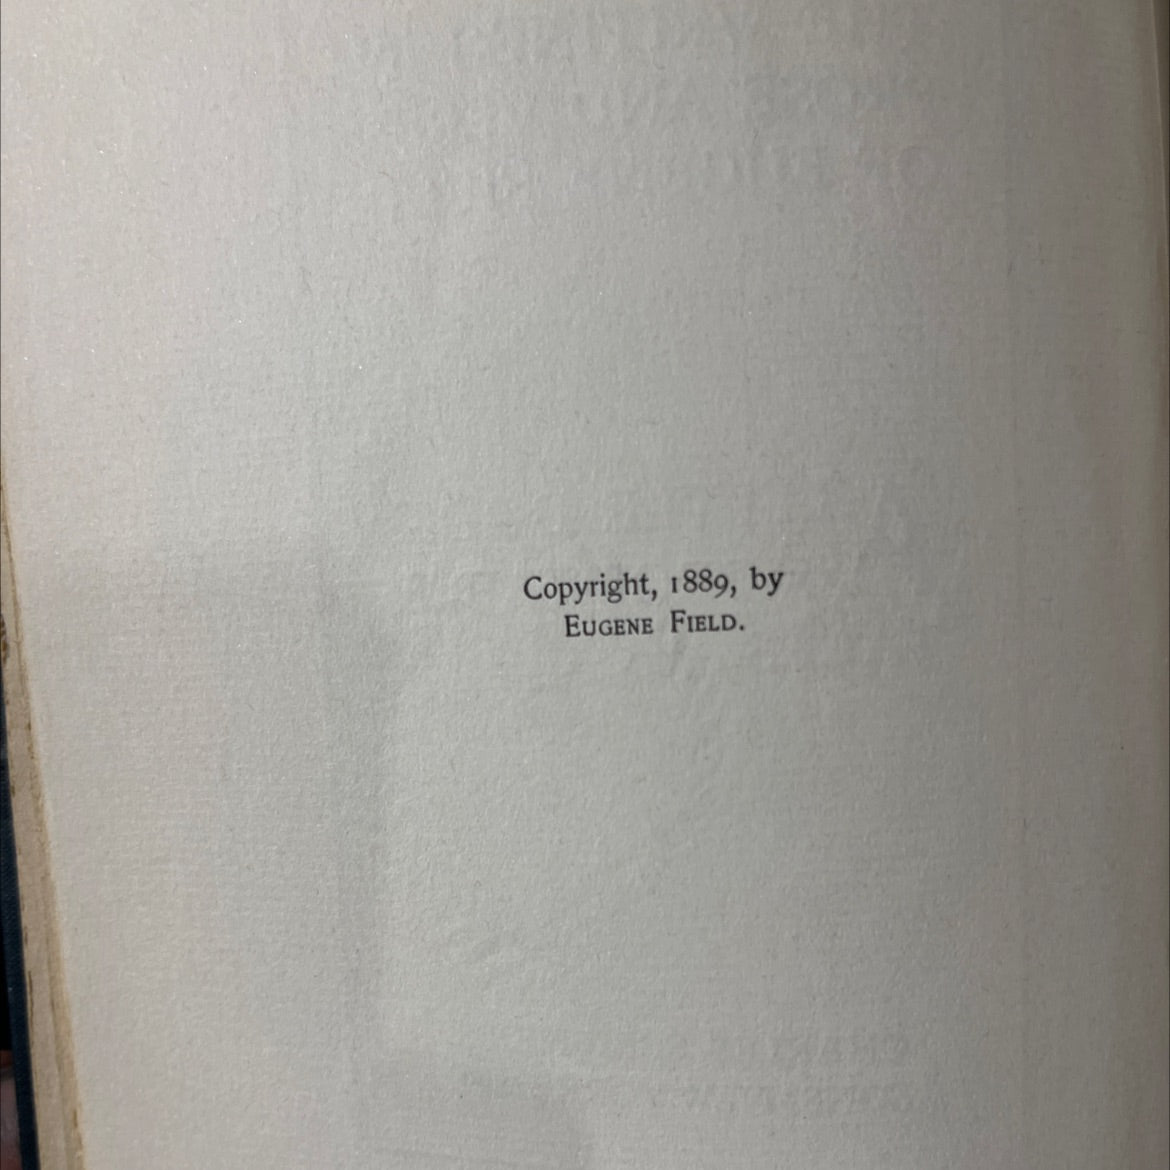 Copyright, 1889, by
EUGENE FIELD.